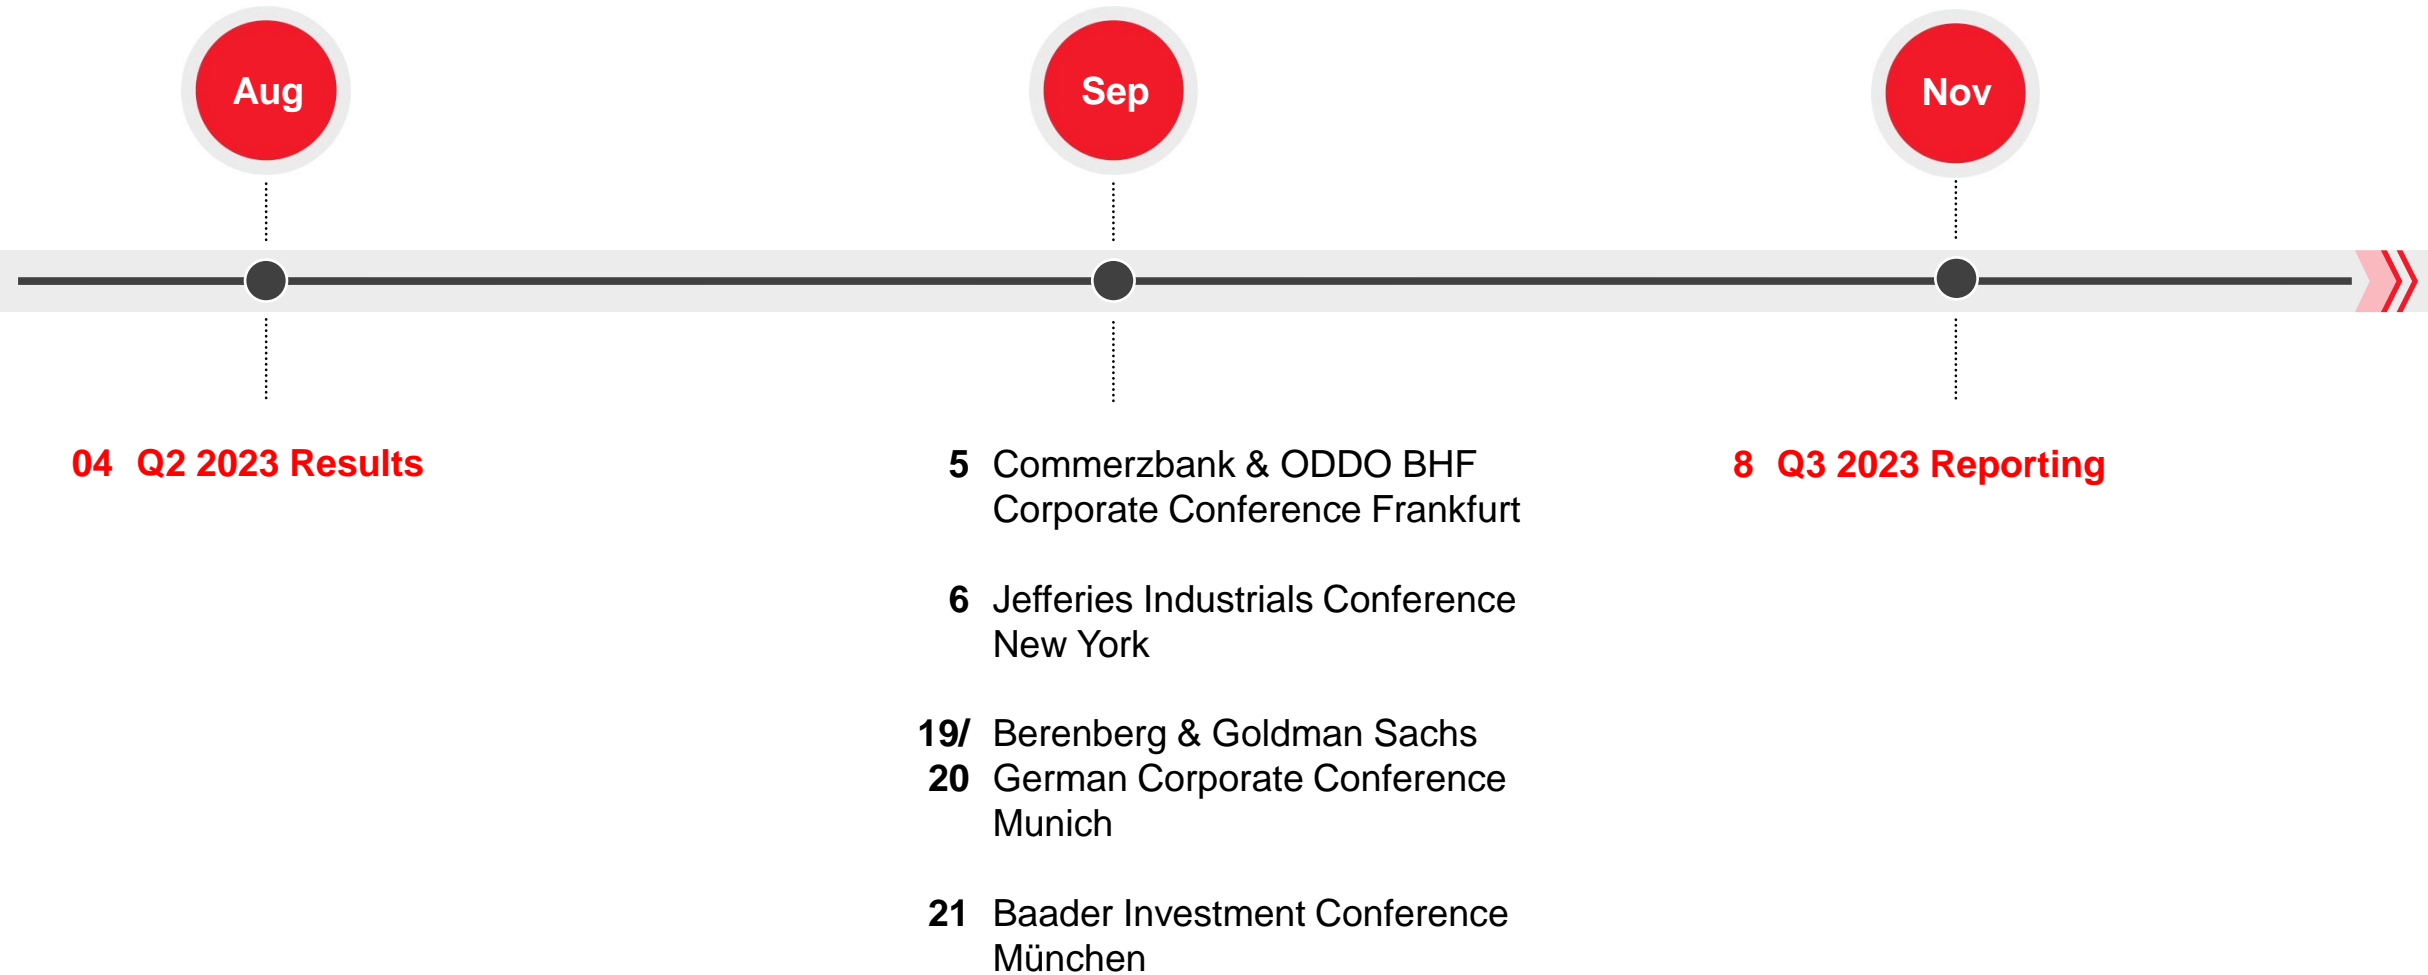 Aug
Sep
Nov
04 Q2 2023 Results
5 Commerzbank & ODDO BHF
Corporate Conference Frankfurt
6 Jefferies Industrials Conference
New York
19/ Berenberg & Goldman Sachs
20 German Corporate Conference
Munich
21 Baader Investment Conference
München
8 Q3 2023 Reporting